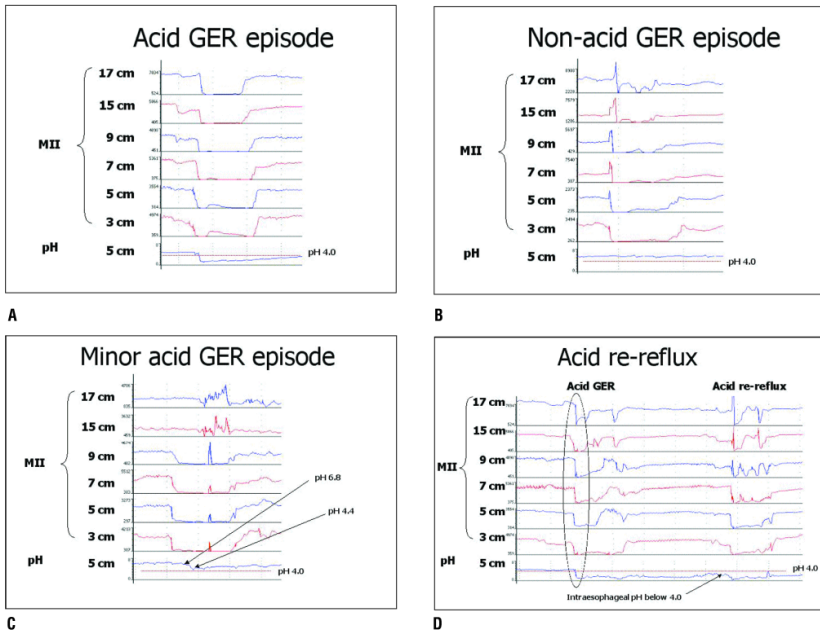 Acid GER episode
17 cm
15 cm
9 cm
MII
7 cm
5 cm
3 cm
pH
5 cm
pH 4.0
A
Non-acid GER episode
17 cm
15 cm
9 cm
MII
7 cm
5 cm
3 cm
pH
5 cm
pH 4.0
B
Minor acid GER episode
17 cm
15 cm
9 cm
MII
7 cm
pH 6.8
5 cm
pH 4.4
3 cm
pH
5 cm
pH 4.0
C
Acid re-reflux
Acid GER
Acid re-reflux
17 cm
15 cm
9 cm
MII
7 cm
5 cm
3 cm
pH
5 cm
pH 4.0
Intraesophageal pH below 4.0
D